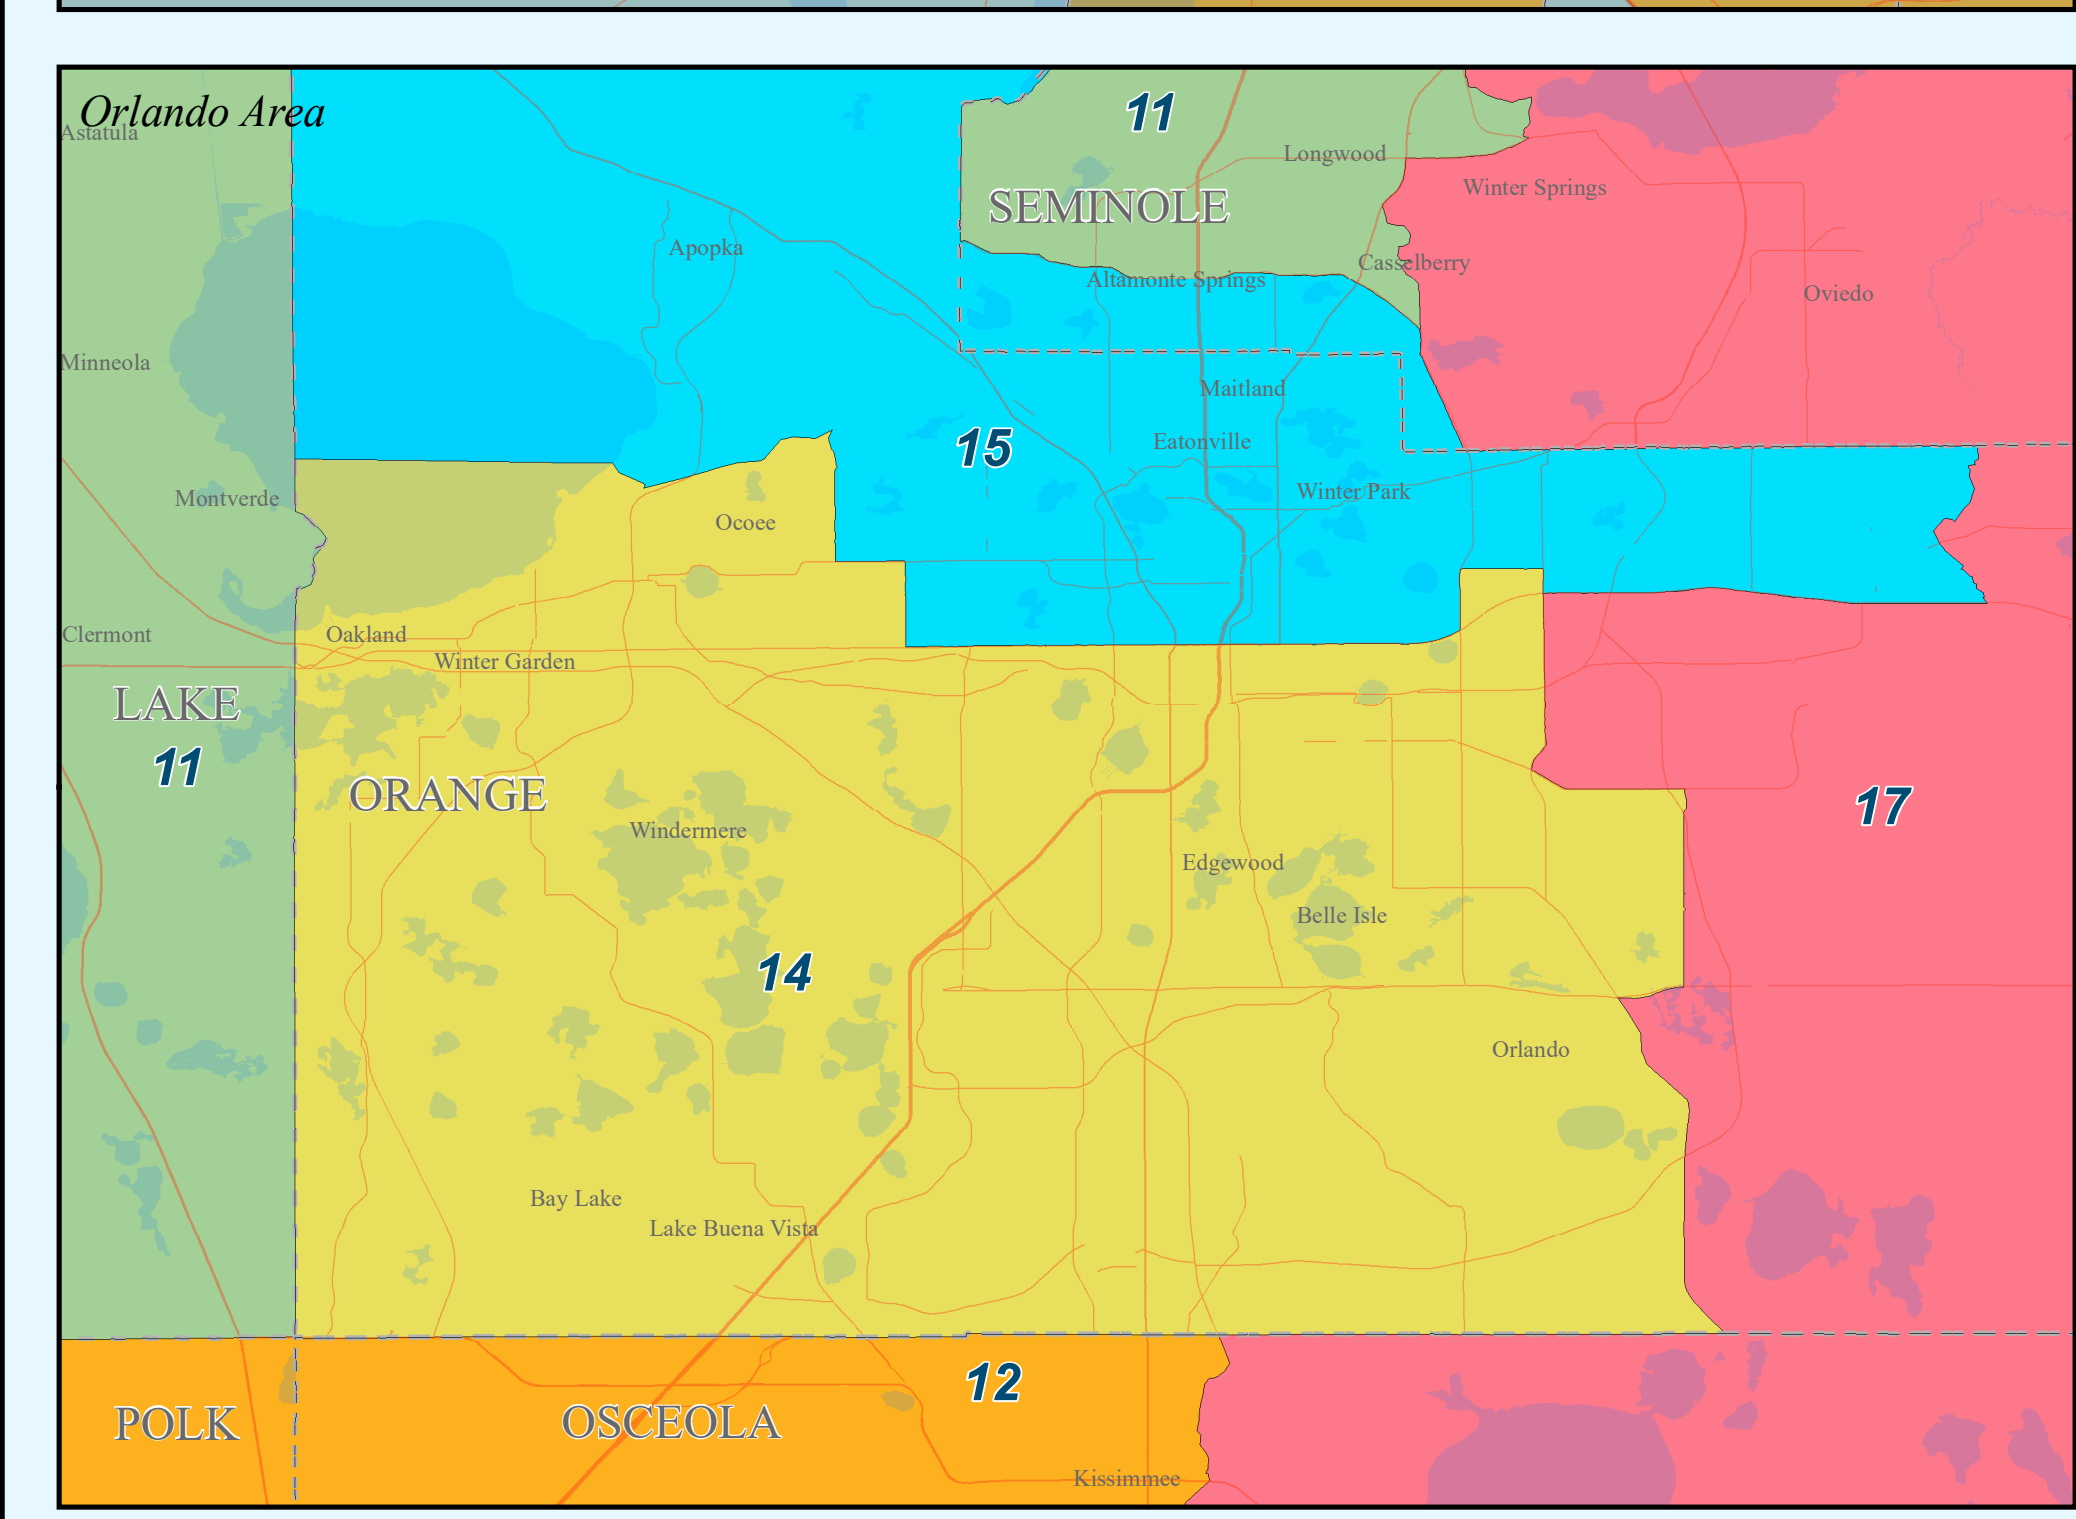 Orlando Area
11
Astatula
Longwood
Winter Springs
SEMINOLE
Apopka
Casselberry
Altamonte Springs
Oviedo
Minneola
Maitland
Eatonville
15
Winter Park
Montverde
Ocoee
Clermont
Oakland
Winter Garden
LAKE
11
ORANGE
17
Windermere
Edgewood
Belle Isle
14
Orlando
Bay Lake
Lake Buena Vista
12
POLK
OSCEOLA
Kissimmee